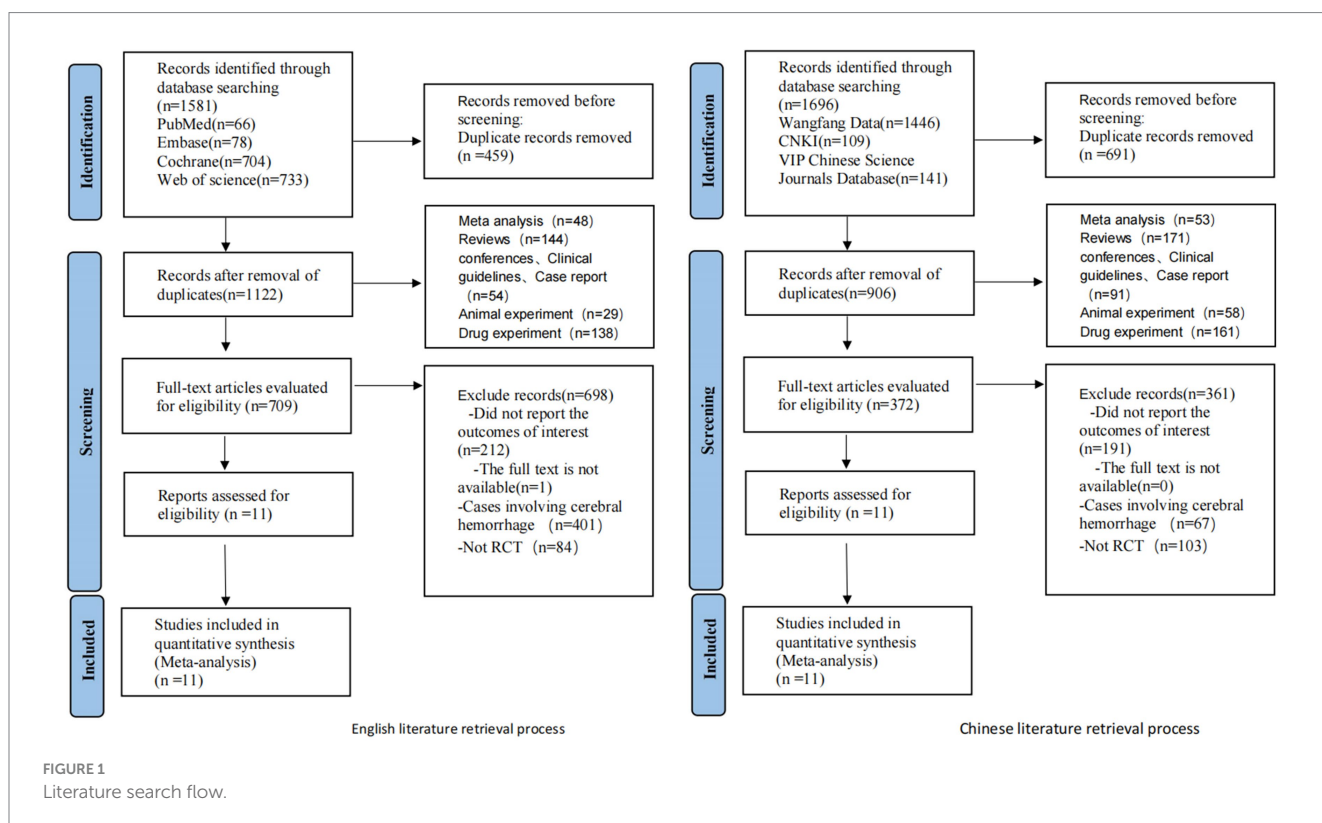 Identification
Records identified through
database searching
(n=1581)
PubMed(n=66)
Embase(n=78)
Cochrane(n=704)
Web of science(n=733)
Records removed before
screening:
Duplicate records removed
(n =459)
Screening
Records after removal of
duplicates(n=1122)
Meta analysis（n=48）
Reviews（n=144）
conferences、Clinical
guidelines、Case report
（n=54）
Animal experiment（n=29）
Drug experiment（n=138）
Full-text articles evaluated
for eligibility (n=709)
Exclude records(n=698)
-Did not report the
outcomes of interest
(n=212)
-The full text is not
available(n=1)
-Cases involving cerebral
hemorrhage （n=401）
-Not RCT（n=84）
Reports assessed for
eligibility (n =11)
Included
Studies included in
quantitative synthesis
(Meta-analysis)
(n =11)
English literature retrieval process
Identification
Records identified through
database searching
(n=1696)
Wangfang Data(n=1446)
CNKI(n=109)
VIP Chinese Science
Journals Database(n=141)
Records removed before
screening:
Duplicate records removed
(n =691)
Screening
Records after removal of
duplicates(n=906)
Meta analysis（n=53）
Reviews（n=171）
conferences、Clinical
guidelines、Case report
（n=91）
Animal experiment（n=58）
Drug experiment（n=161）
Full-text articles evaluated
for eligibility (n=372)
Exclude records(n=361)
-Did not report the
outcomes of interest
(n=191)
-The full text is not
available(n=0)
-Cases involving cerebral
hemorrhage （n=67）
-Not RCT（n=103）
Reports assessed for
eligibility (n =11)
Included
Studies included in
quantitative synthesis
(Meta-analysis)
(n =11)
Chinese literature retrieval process
FIGURE 1
Literature search flow.